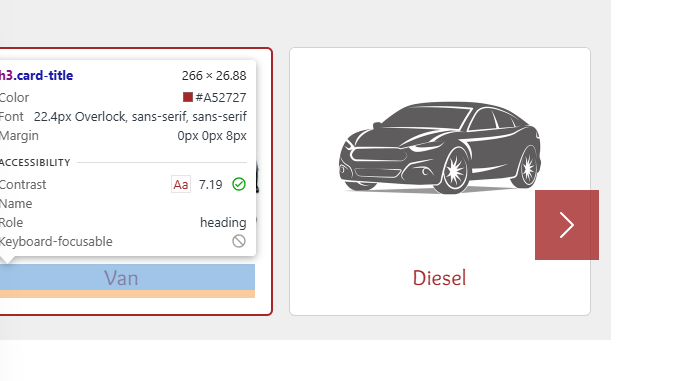 h3.card-title 266 × 26.88
Color #A52727
Font 22.4px Overlock, sans-serif, sans-serif
Margin 0px 0px 8px
ACCESSIBILITY
Contrast Aa 7.19
Name
Role heading
Keyboard-focusable
Van
Diesel